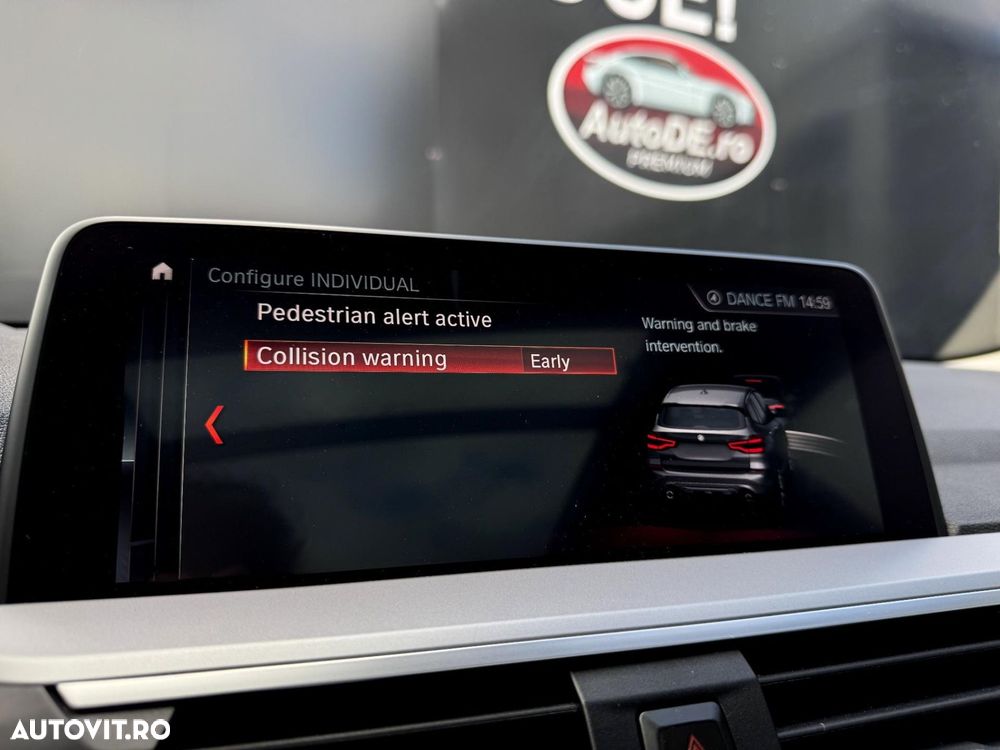 AutoDE.ro
PREMIUM
Configure INDIVIDUAL
DANCE FM 14:59
Pedestrian alert active
Collision warning Early
Warning and brake
intervention.
AUTOVIT.RO